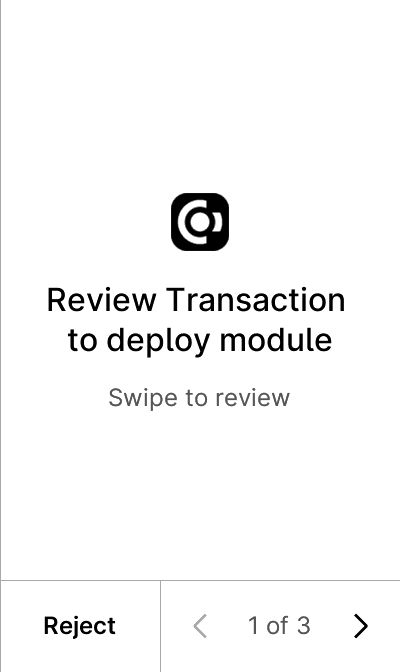 Review Transaction
to deploy module
Swipe to review
Reject
1 of 3